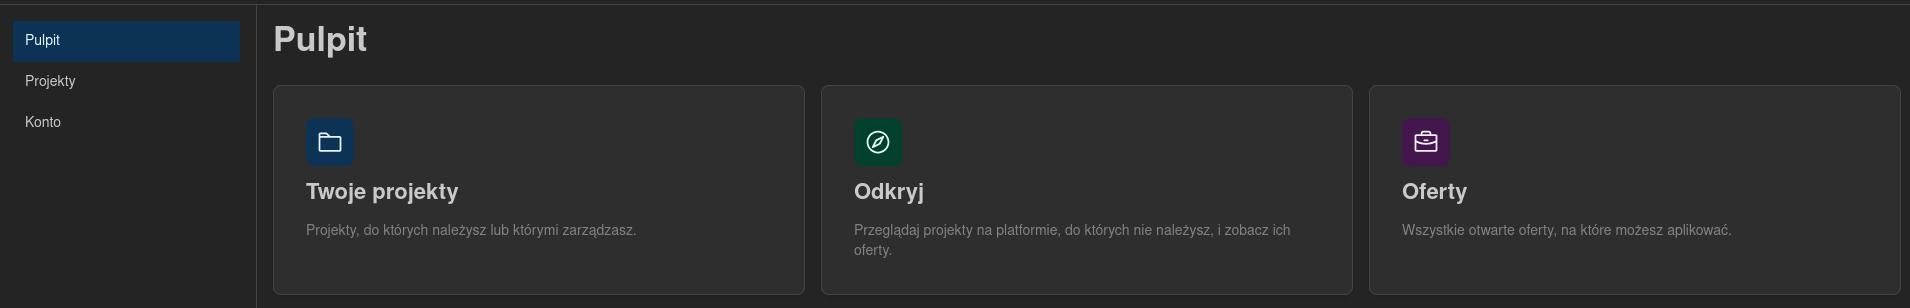 Pulpit
Projekty
Konto
Pulpit
Twoje projekty
Projekty, do których należysz lub którymi zarządzasz.
Odkryj
Przeglądaj projekty na platformie, do których nie należysz, i zobacz ich
oferty.
Oferty
Wszystkie otwarte oferty, na które możesz aplikować.